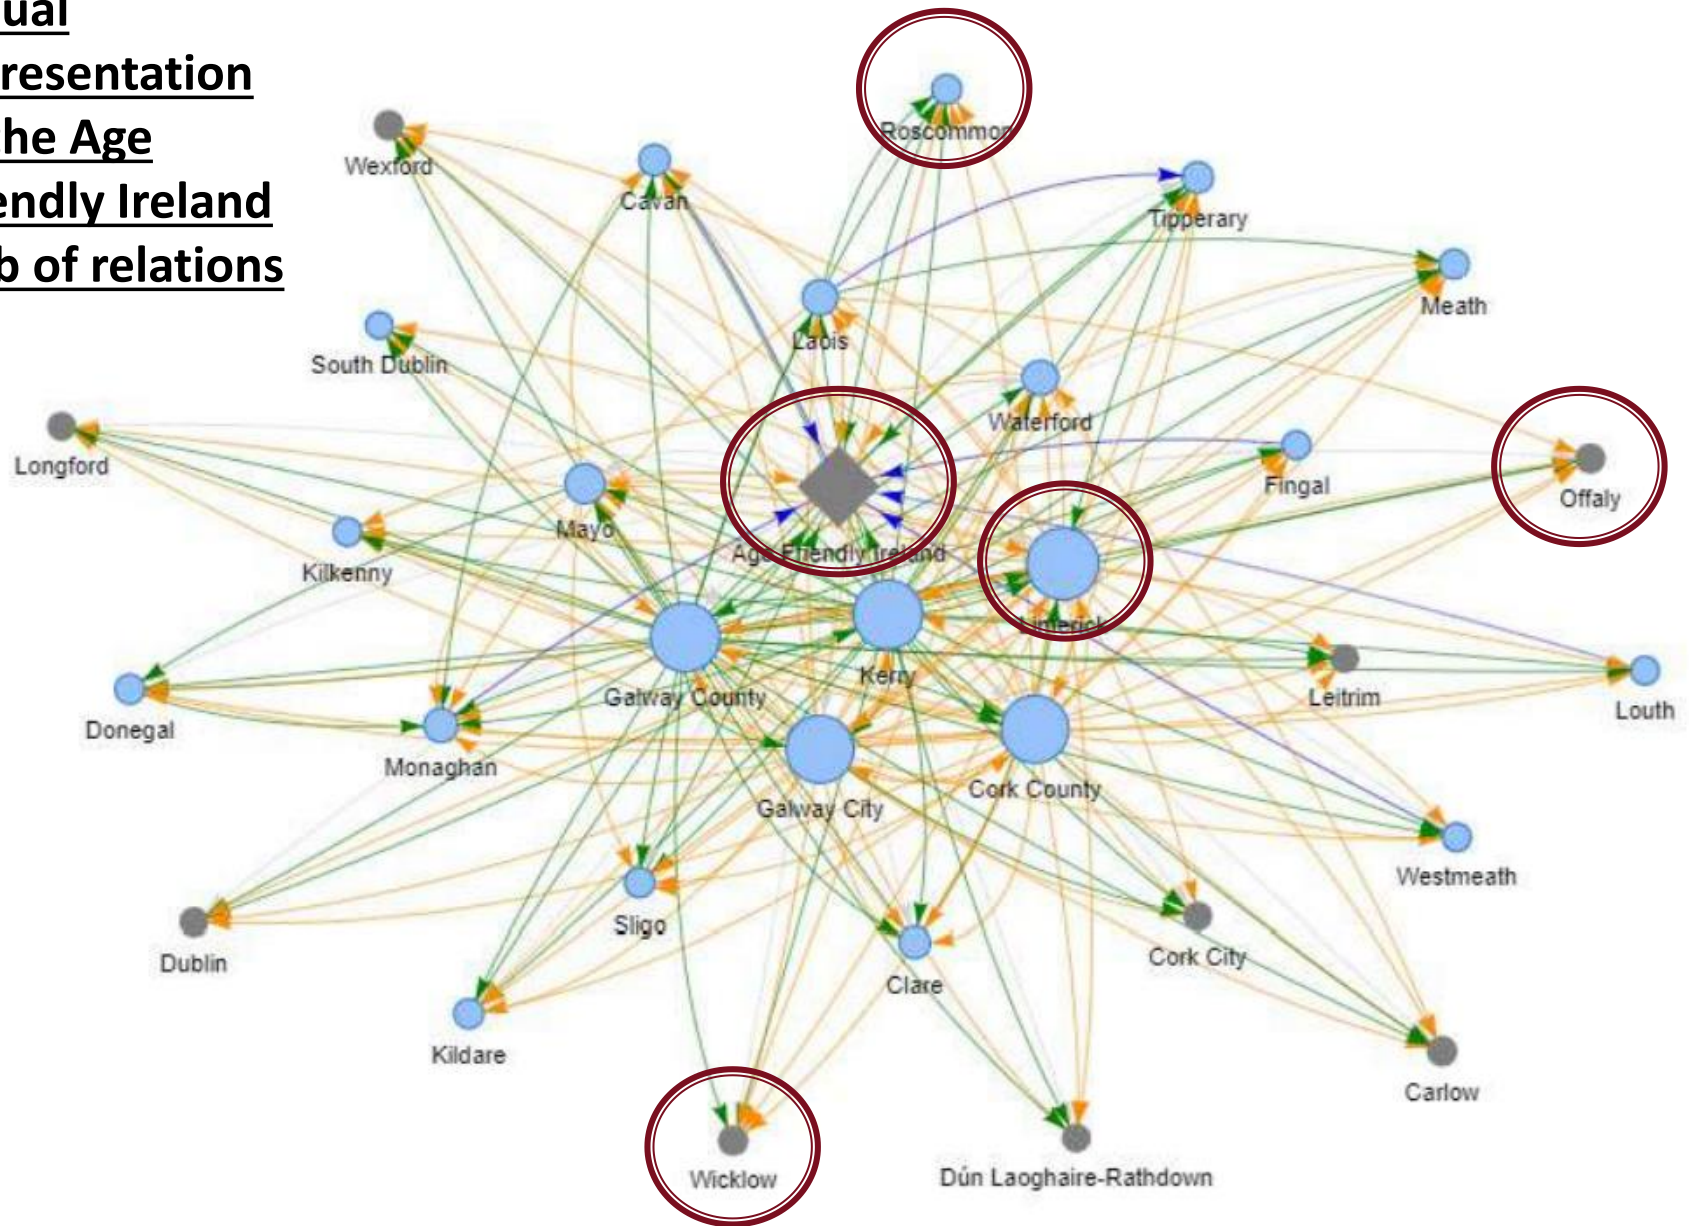 ual
resentation
the Age
endly Ireland
b of relations
Roscommon
Wexford
Cavan
Tipperary
Meath
Laois
South Dublin
Waterford
Longford
Fingal
Offaly
Mayo
Age Friendly Ireland
Kilkenny
Limerick
Kerry
Galway County
Leitrim
Louth
Donegal
Monaghan
Cork County
Galway City
Westmeath
Sligo
Cork City
Dublin
Clare
Kildare
Carlow
Wicklow
Dún Laoghaire-Rathdown